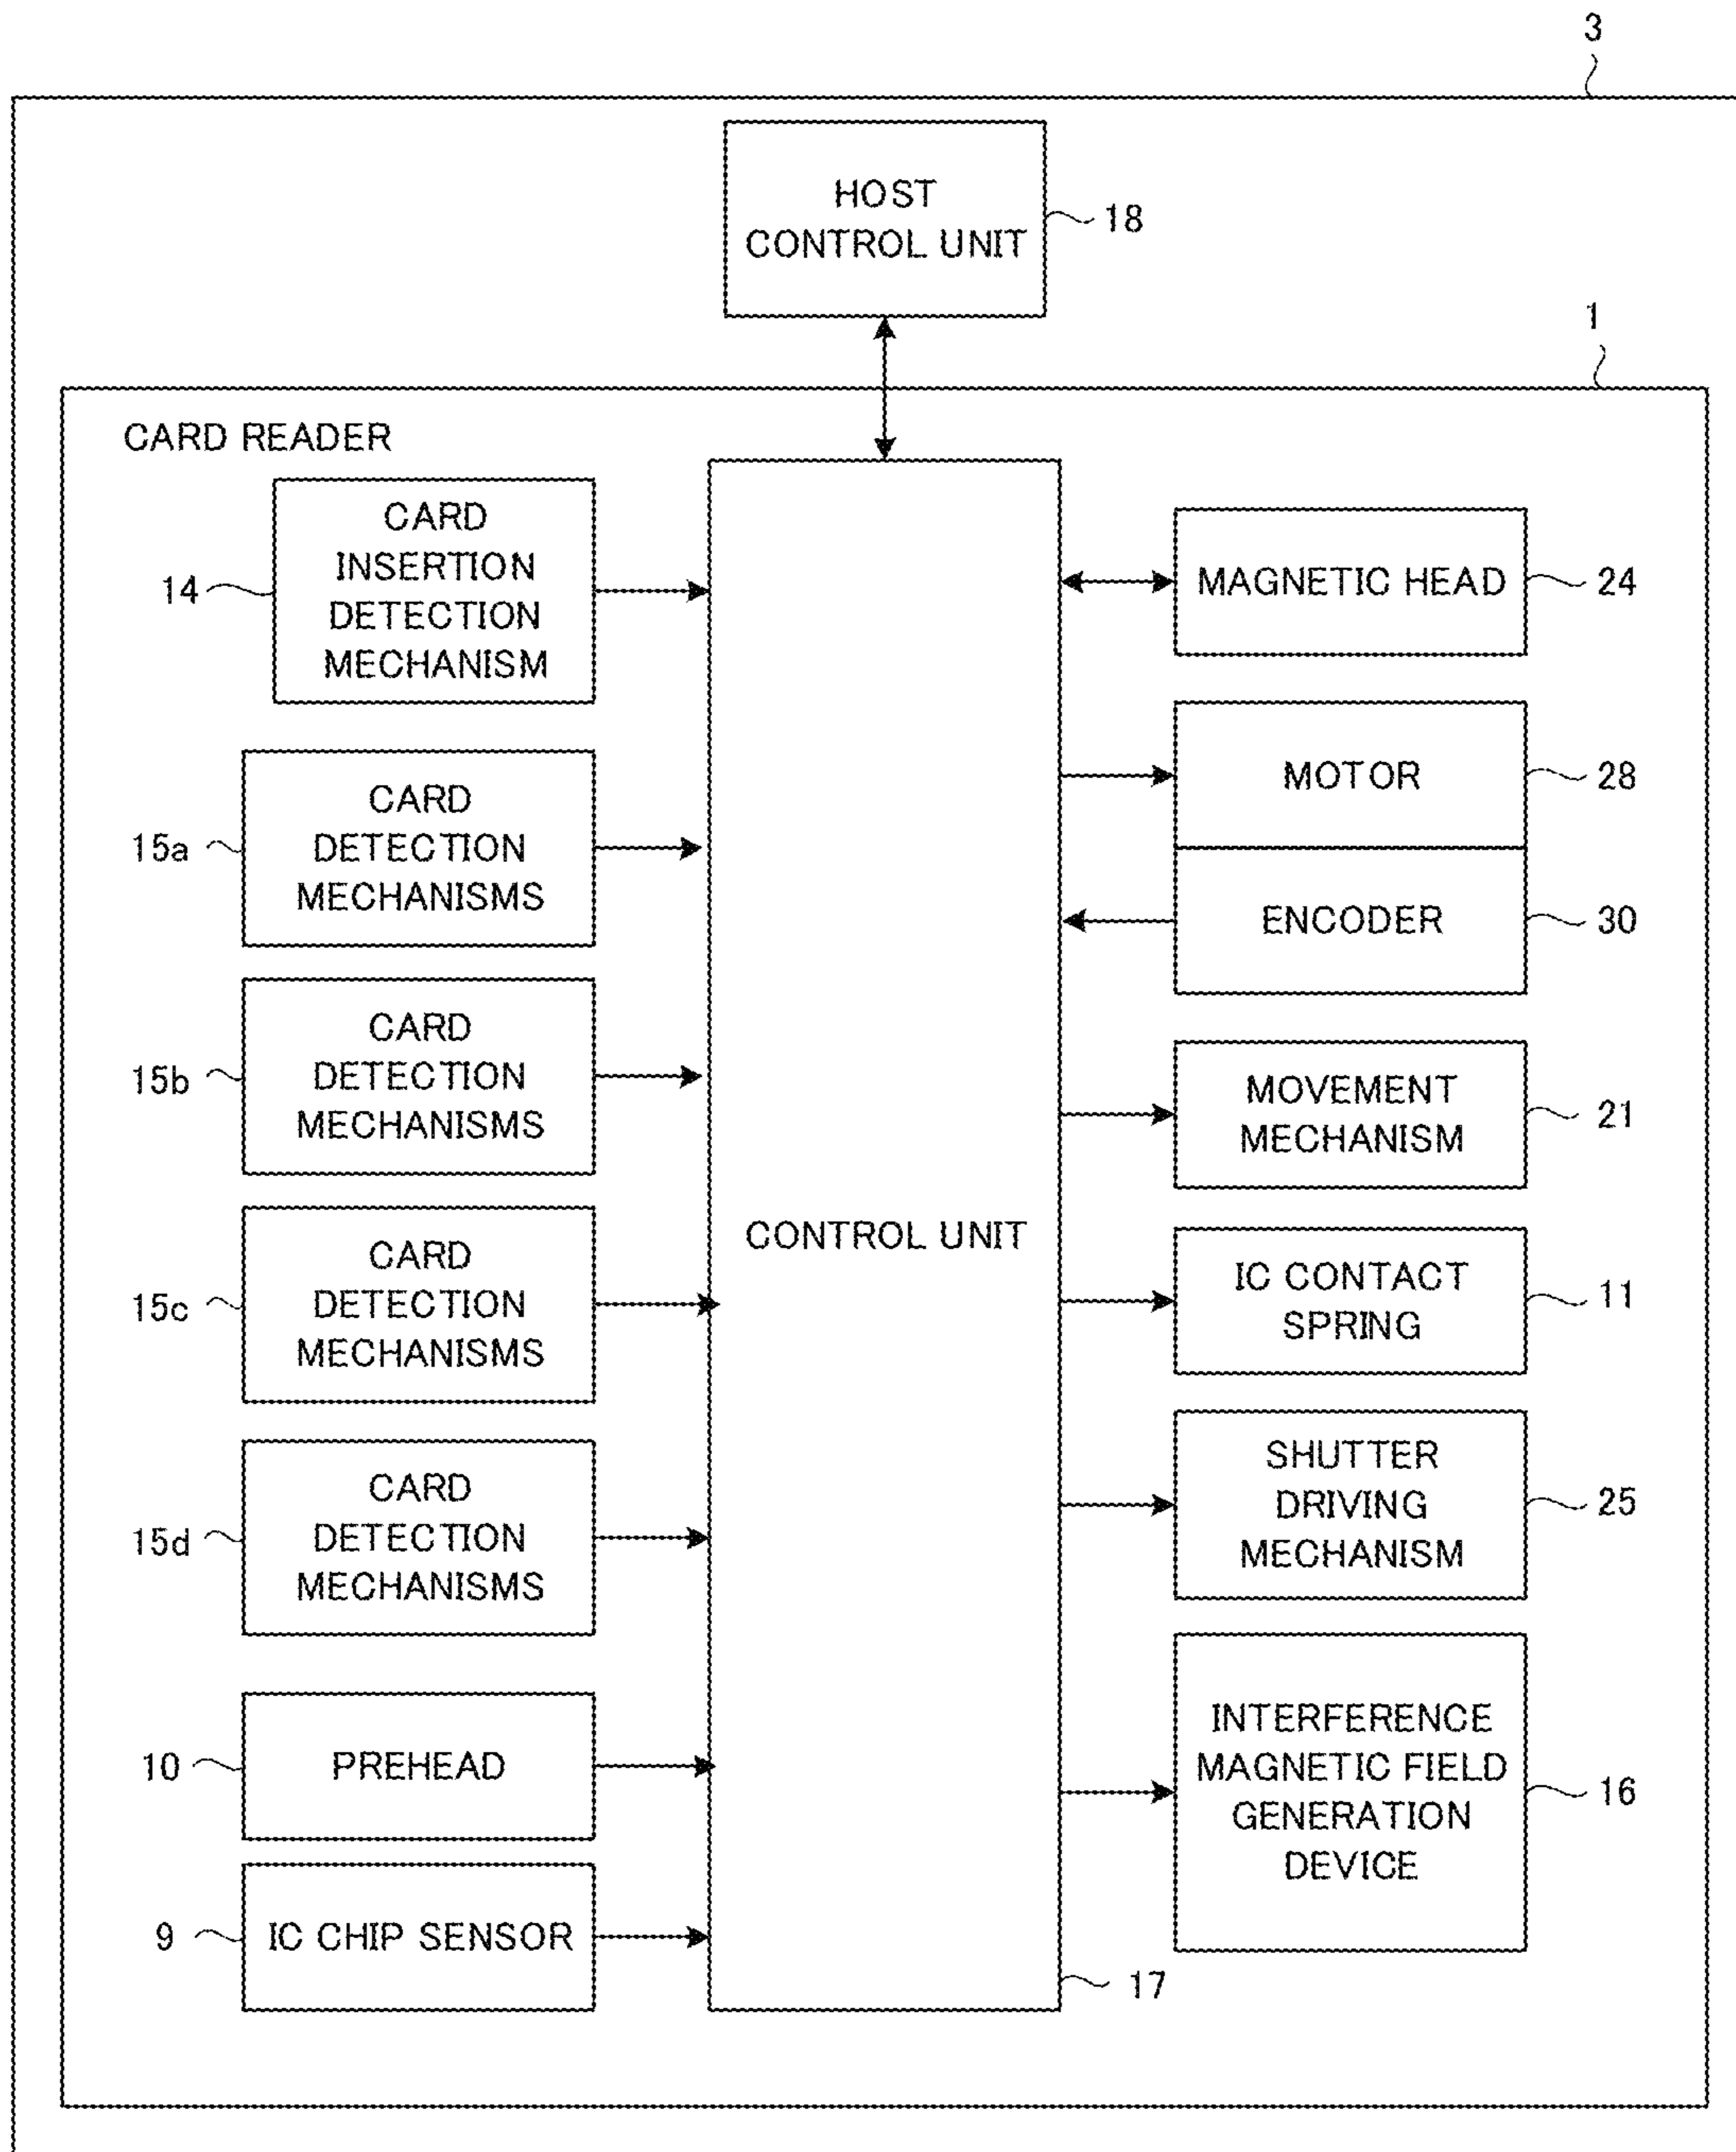 3
HOST
CONTROL UNIT
18
1
CARD READER
14
CARD
INSERTION
DETECTION
MECHANISM
15a
CARD
DETECTION
MECHANISMS
15b
CARD
DETECTION
MECHANISMS
15c
CARD
DETECTION
MECHANISMS
15d
CARD
DETECTION
MECHANISMS
10
PREHEAD
9
IC CHIP SENSOR
CONTROL UNIT
17
MAGNETIC HEAD
24
MOTOR
28
ENCODER
30
MOVEMENT
MECHANISM
21
IC CONTACT
SPRING
11
SHUTTER
DRIVING
MECHANISM
25
INTERFERENCE
MAGNETIC FIELD
GENERATION
DEVICE
16